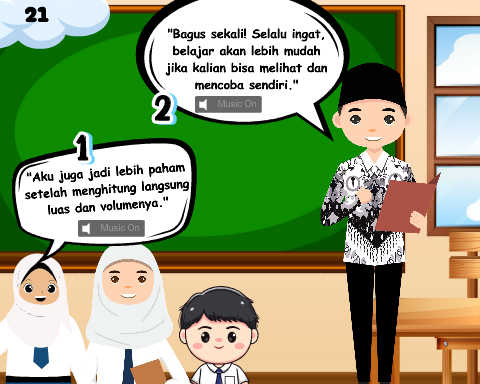 21
1
"Aku juga jadi lebih paham
setelah menghitung langsung
luas dan volumenya."
Music On
2
"Bagus sekali! Selalu ingat,
belajar akan lebih mudah
jika kalian bisa melihat dan
mencoba sendiri."
Music On